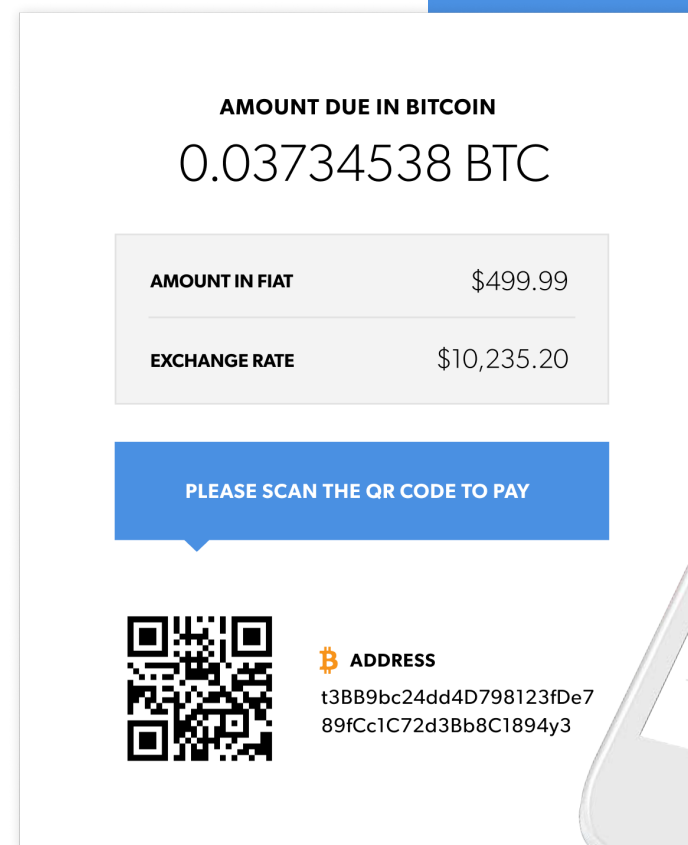 AMOUNT DUE IN BITCOIN
0.03734538 BTC
AMOUNT IN FIAT $499.99
EXCHANGE RATE $10,235.20
PLEASE SCAN THE QR CODE TO PAY
ADDRESS
t3BB9bc24dd4D798123fDe7
89fCc1C72d3Bb8C1894y3